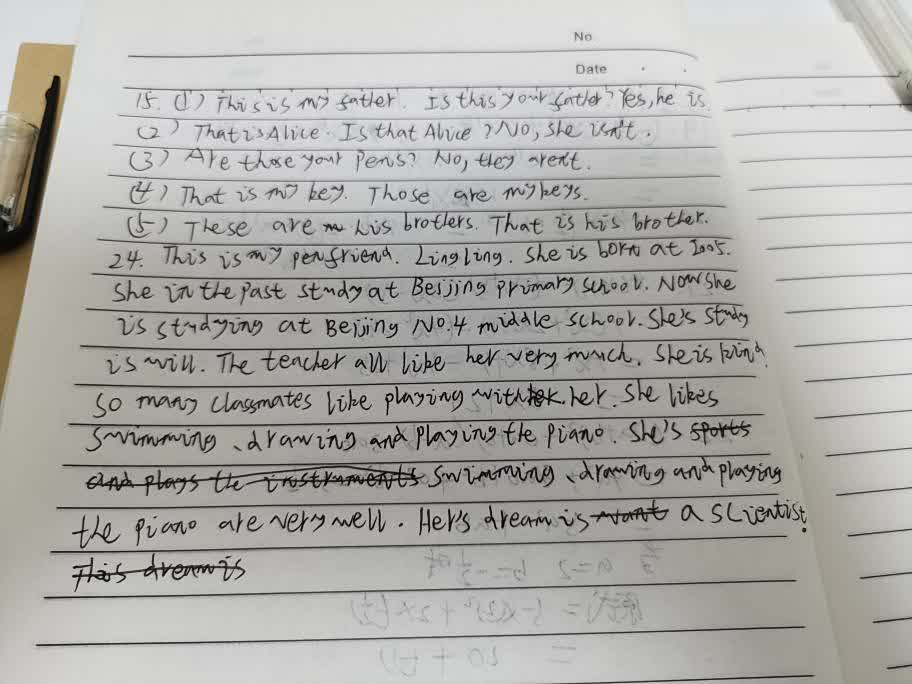 No
Date
15. (1) This is my father. Is this your father? Yes, he is.
(2) That is Alice. Is that Alice? No, she isn't.
(3) Are those your pens? No, they aren't.
(4) That is my key. Those are my keys.
(5) These are his brotlers. That is his brother.
24. This is my penfriend. Lingling. She is born at 2005.
She in the past study at Beijing primary school. Now she
is studying at Beijing No.4 middle school. She's study
is will. The teacher all like her very much. She is kind
so many classmates like playing with her. She likes
Swimming、drawing and playing the piano. She's sports
and plays the instruments swimming、drawing and playing
the piano are very well. Her's dream is want a scientist.
This dream is